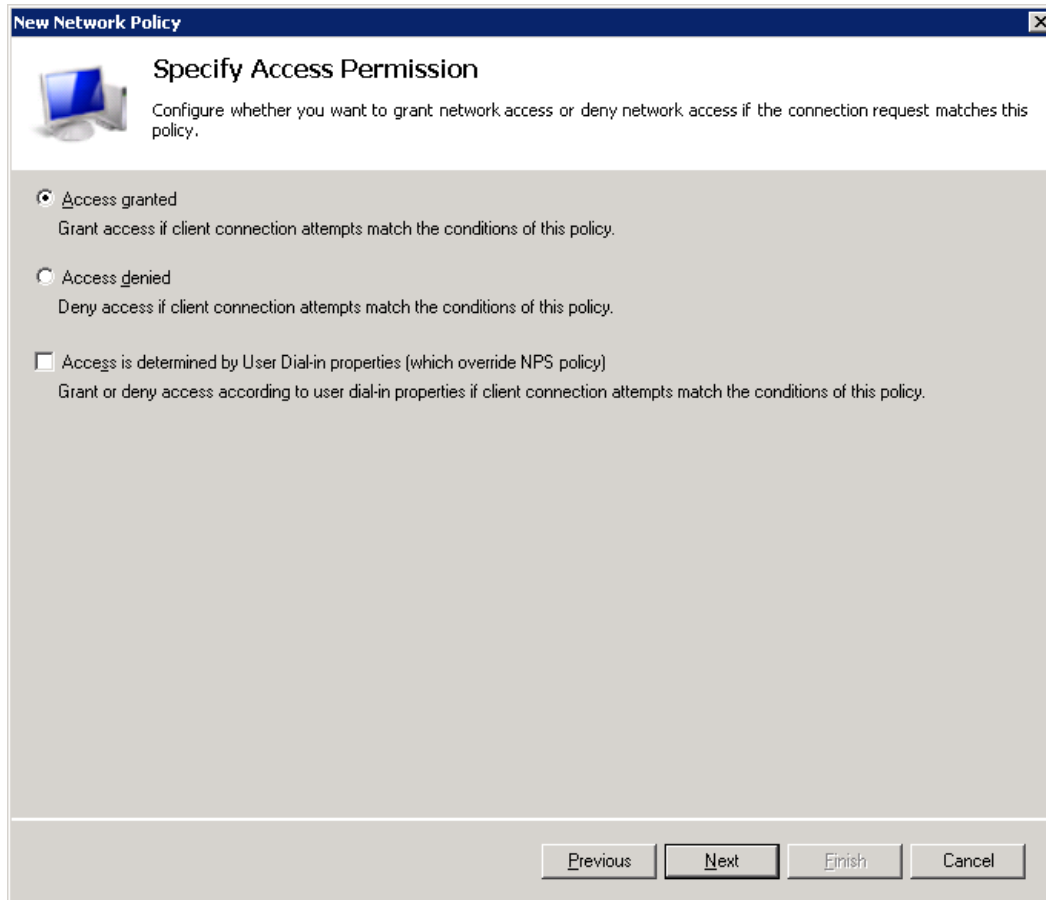 New Network Policy
Specify Access Permission
Configure whether you want to grant network access or deny network access if the connection request matches this
policy.
Access granted
Grant access if client connection attempts match the conditions of this policy.
Access denied
Deny access if client connection attempts match the conditions of this policy.
Access is determined by User Dial-in properties (which override NPS policy)
Grant or deny access according to user dial-in properties if client connection attempts match the conditions of this policy.
Previous Next Finish Cancel